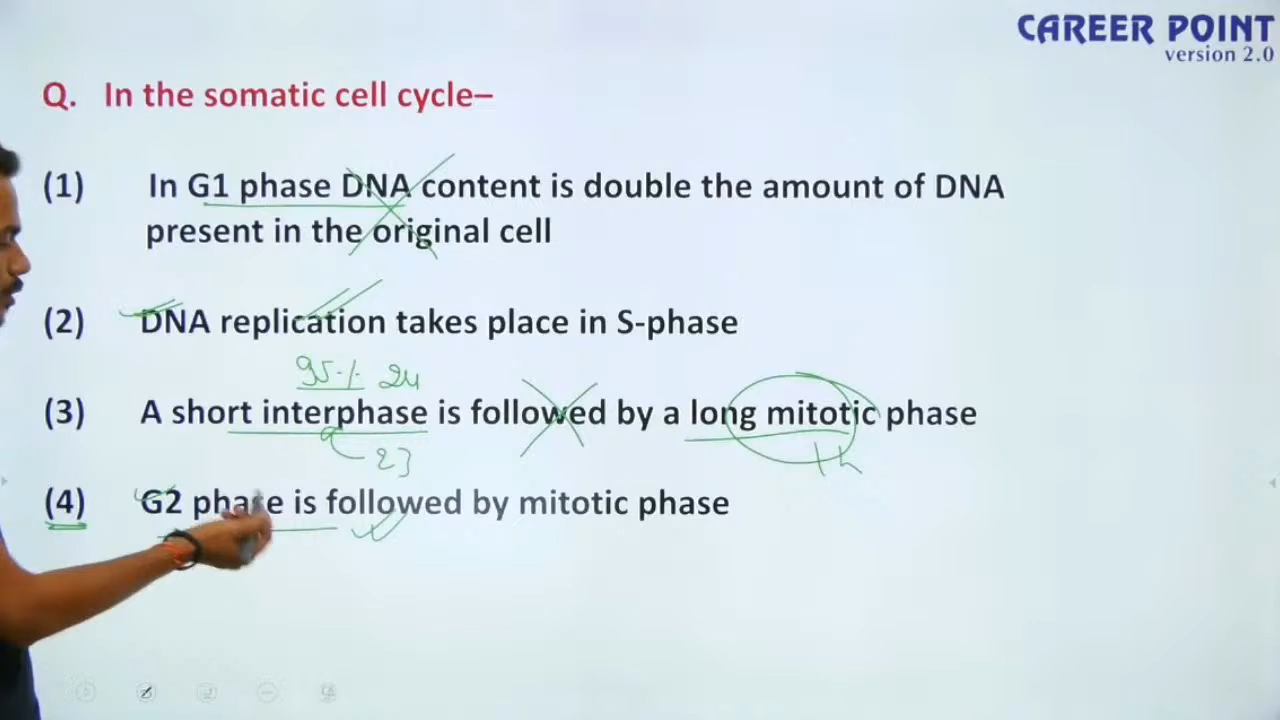 CAREER POINT
version 2.0
Q. In the somatic cell cycle–
(1) In G1 phase DNA content is double the amount of DNA
present in the original cell
(2) DNA replication takes place in S-phase
95% 24
(3) A short interphase is followed by a long mitotic phase
23 1h
(4) G2 phase is followed by mitotic phase